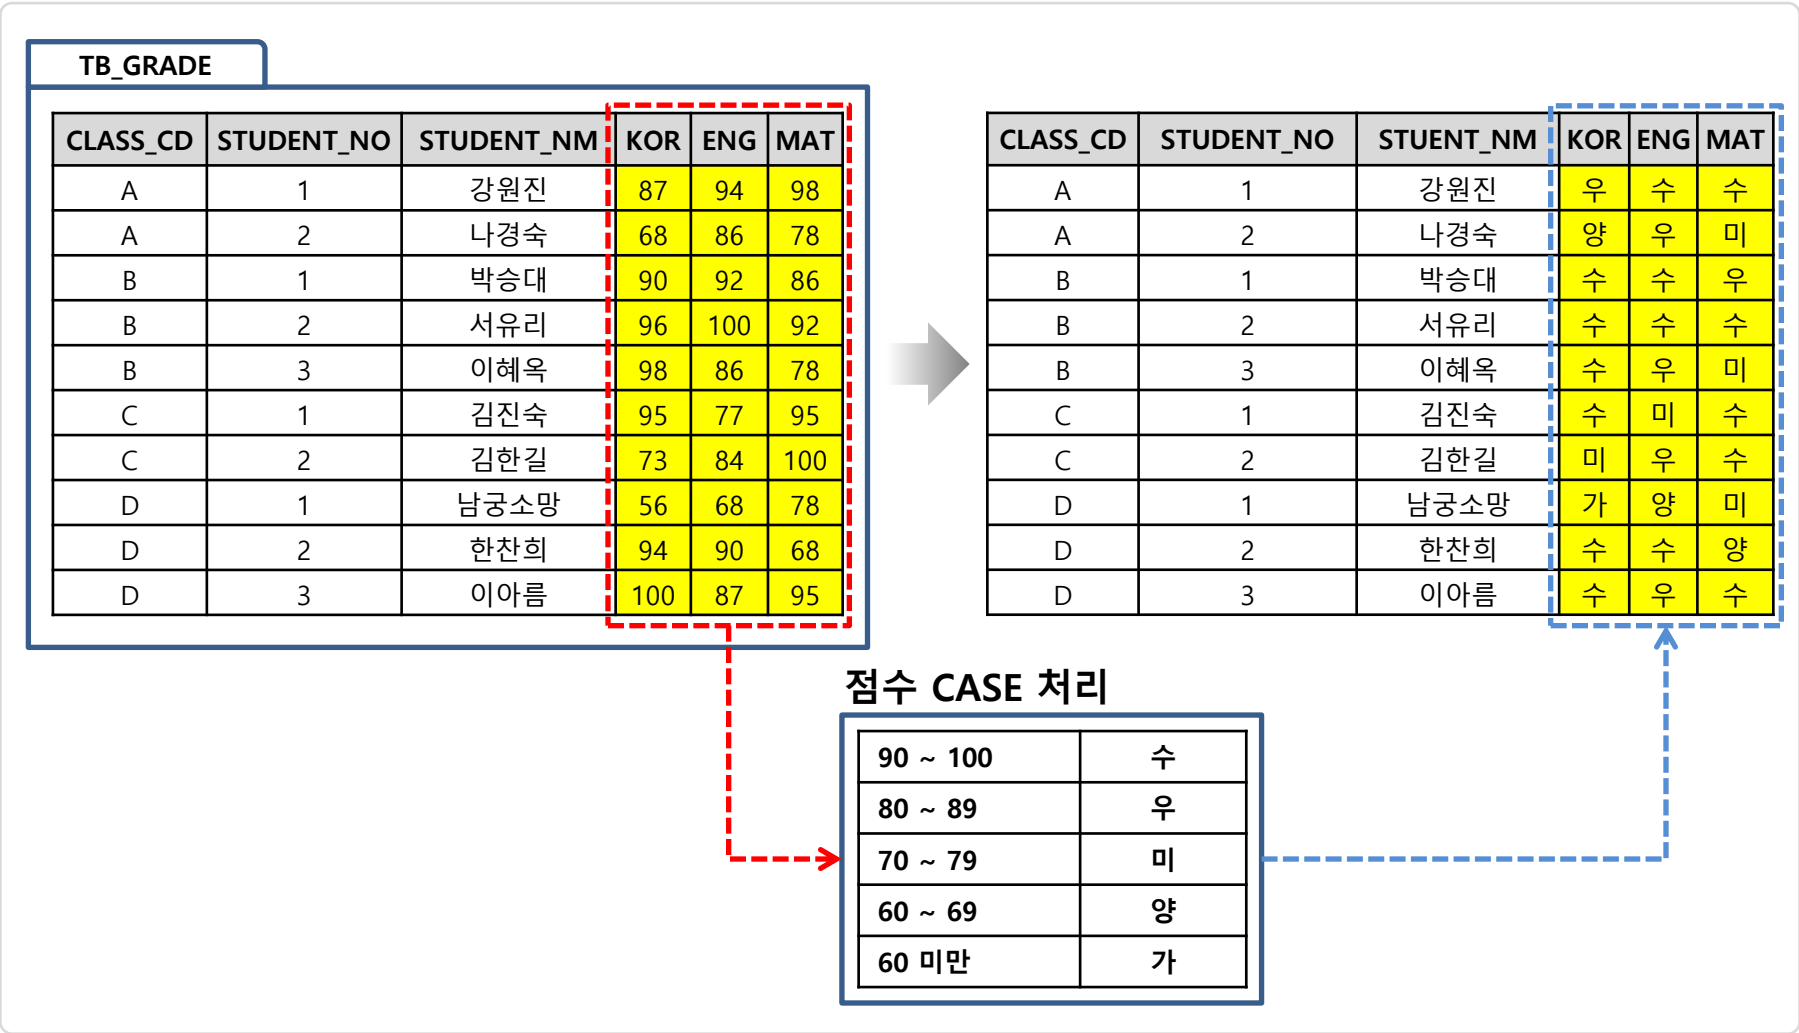 TB_GRADE
CLASS_CD STUDENT_NO STUDENT_NM KOR ENG MAT
A 1 강원진 87 94 98
A 2 나경숙 68 86 78
B 1 박승대 90 92 86
B 2 서유리 96 100 92
B 3 이혜옥 98 86 78
C 1 김진숙 95 77 95
C 2 김한길 73 84 100
D 1 남궁소망 56 68 78
D 2 한찬희 94 90 68
D 3 이아름 100 87 95
CLASS_CD STUDENT_NO STUENT_NM KOR ENG MAT
A 1 강원진 우 수 수
A 2 나경숙 양 우 미
B 1 박승대 수 수 우
B 2 서유리 수 수 수
B 3 이혜옥 수 우 미
C 1 김진숙 수 미 수
C 2 김한길 미 우 수
D 1 남궁소망 가 양 미
D 2 한찬희 수 수 양
D 3 이아름 수 우 수
점수 CASE 처리
90 ~ 100 수
80 ~ 89 우
70 ~ 79 미
60 ~ 69 양
60 미만 가